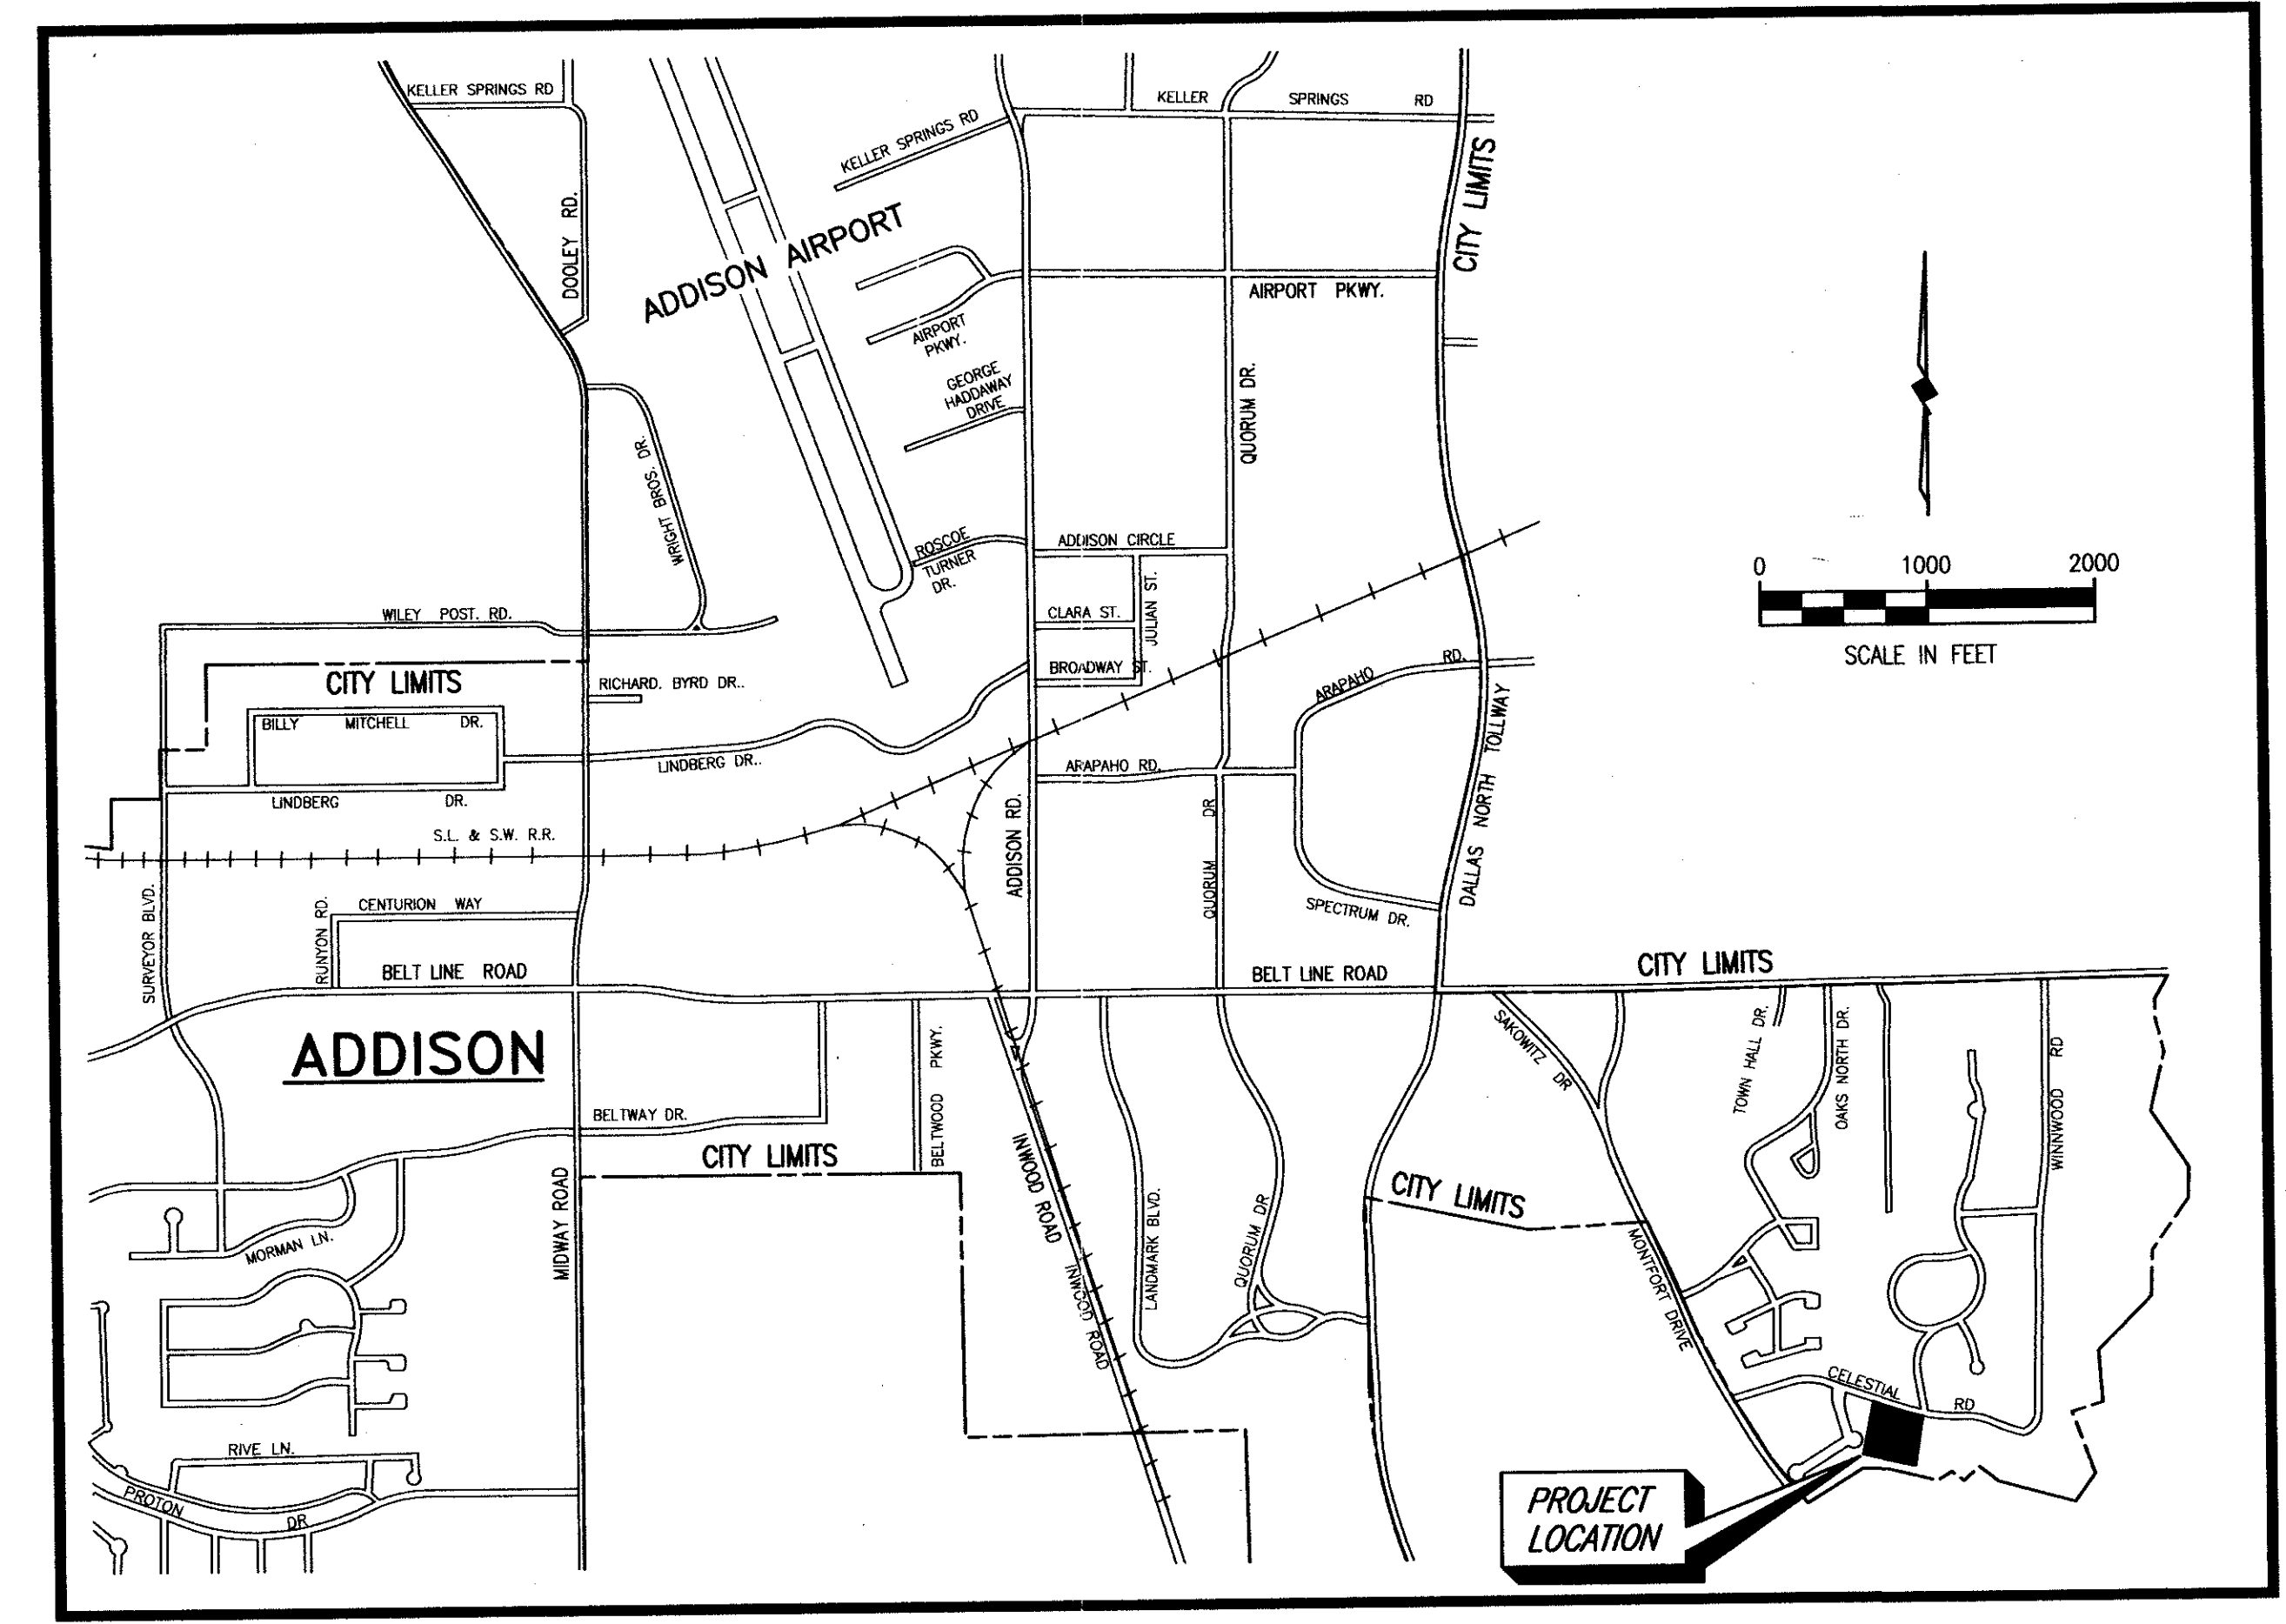 KELLER SPRINGS RD
KELLER SPRINGS RD
KELLER SPRINGS RD
CITY LIMITS
DOOLEY RD.
ADDISON AIRPORT
AIRPORT PKWY.
AIRPORT
PKWY.
GEORGE
HADDAWAY
DRIVE
QUORUM DR.
WRIGHT BROS. DR.
ROSCOE
TURNER
DR.
ADDISON CIRCLE
JULIAN ST.
CLARA ST.
BROADWAY ST.
0 1000 2000
SCALE IN FEET
WILEY POST. RD.
CITY LIMITS
RICHARD. BYRD DR..
BILLY MITCHELL DR.
LINDBERG DR..
LINDBERG DR.
ARAPAHO RD.
ARAPAHO RD.
DALLAS NORTH TOLLWAY
S.L. & S.W. R.R.
ADDISON RD.
QUORUM DR
SPECTRUM DR.
SURVEYOR BLVD.
RUNYON RD.
CENTURION WAY
BELT LINE ROAD
BELT LINE ROAD
CITY LIMITS
ADDISON
SAKOWITZ DR
TOWN HALL DR.
OAKS NORTH DR.
WINNWOOD RD
BELTWAY DR.
BELTWOOD PKWY.
CITY LIMITS
MIDWAY ROAD
INWOOD ROAD
INWOOD ROAD
LANDMARK BLVD.
QUORUM DR
CITY LIMITS
MONTFORT DRIVE
MORMAN LN.
CELESTIAL RD
RIVE LN.
PROTON DR
PROJECT
LOCATION